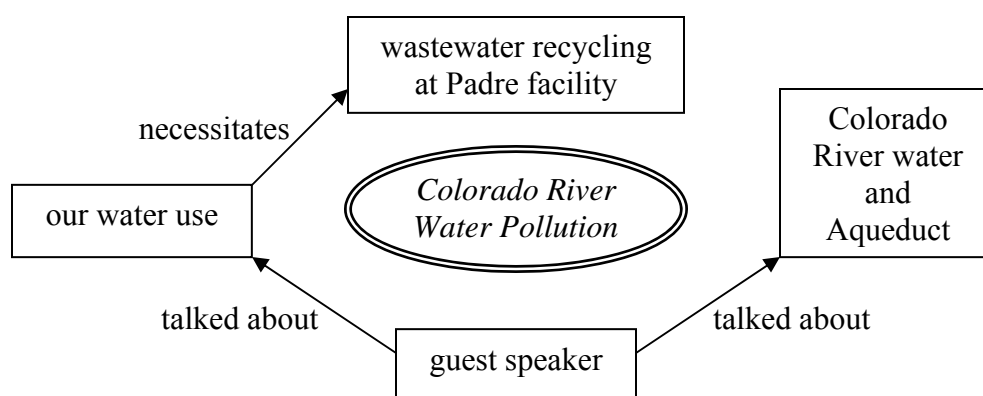 wastewater recycling
at Padre facility
necessitates
Colorado
River water
and
Aqueduct
Colorado River
Water Pollution
our water use
talked about
talked about
guest speaker